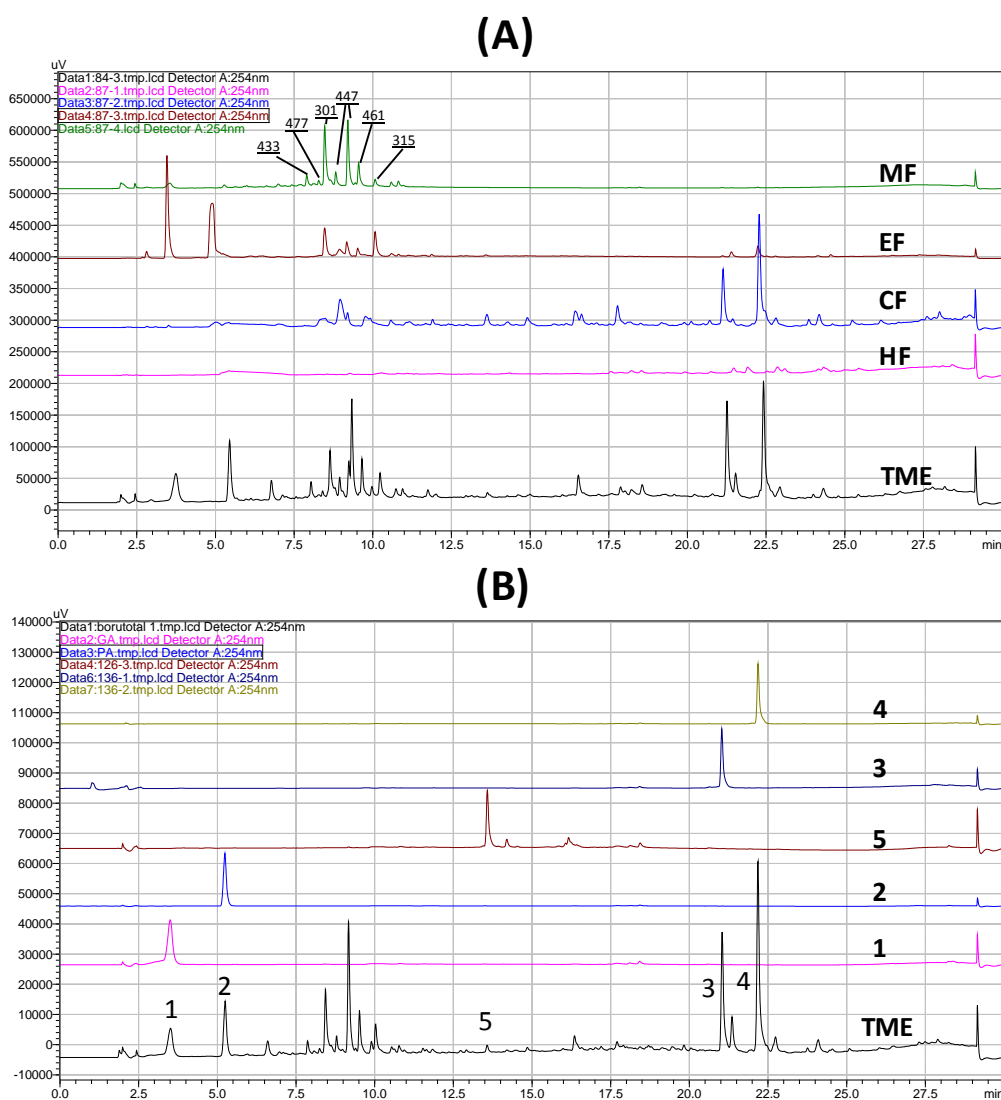 (A)
uV
Data1:84-3.tmp.lcd Detector A:254nm
Data2:87-1.tmp.lcd Detector A:254nm
Data3:87-2.tmp.lcd Detector A:254nm
Data4:87-3.tmp.lcd Detector A:254nm
Data5:87-4.lcd Detector A:254nm
650000
600000
550000
500000
450000
400000
350000
300000
250000
200000
150000
100000
50000
0
433
477
301
447
461
315
MF
EF
CF
HF
TME
0.0 2.5 5.0 7.5 10.0 12.5 15.0 17.5 20.0 22.5 25.0 27.5 min
(B)
uV
Data1:borutotal 1.tmp.lcd Detector A:254nm
Data2:GA.tmp.lcd Detector A:254nm
Data3:PA.tmp.lcd Detector A:254nm
Data4:126-3.tmp.lcd Detector A:254nm
Data6:136-1.tmp.lcd Detector A:254nm
Data7:136-2.tmp.lcd Detector A:254nm
140000
130000
120000
110000
100000
90000
80000
70000
60000
50000
40000
30000
20000
10000
0
-10000
4
3
5
2
1
TME
1
2
5
3
4
0.0 2.5 5.0 7.5 10.0 12.5 15.0 17.5 20.0 22.5 25.0 27.5 min